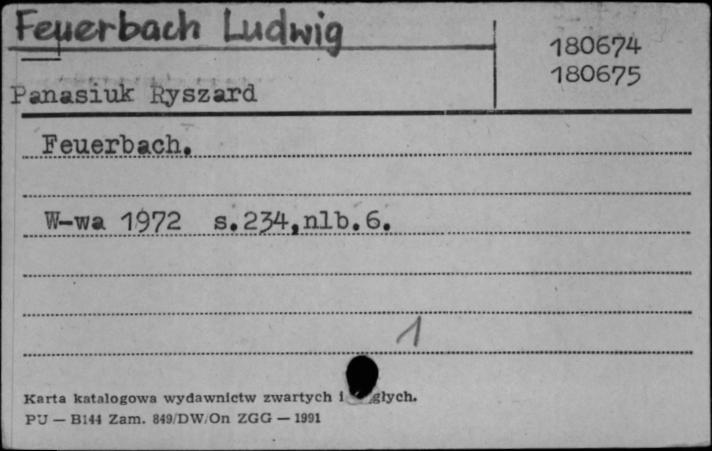 Feuerbach Ludwig
180674
180675
Panasiuk Ryszard
Feuerbach.
W-wa 1972 s.234,nlb.6.
1
Karta katalogowa wydawnictw zwartych i głych.
PU — B144 Zam. 849/DW/On ZGG — 1991